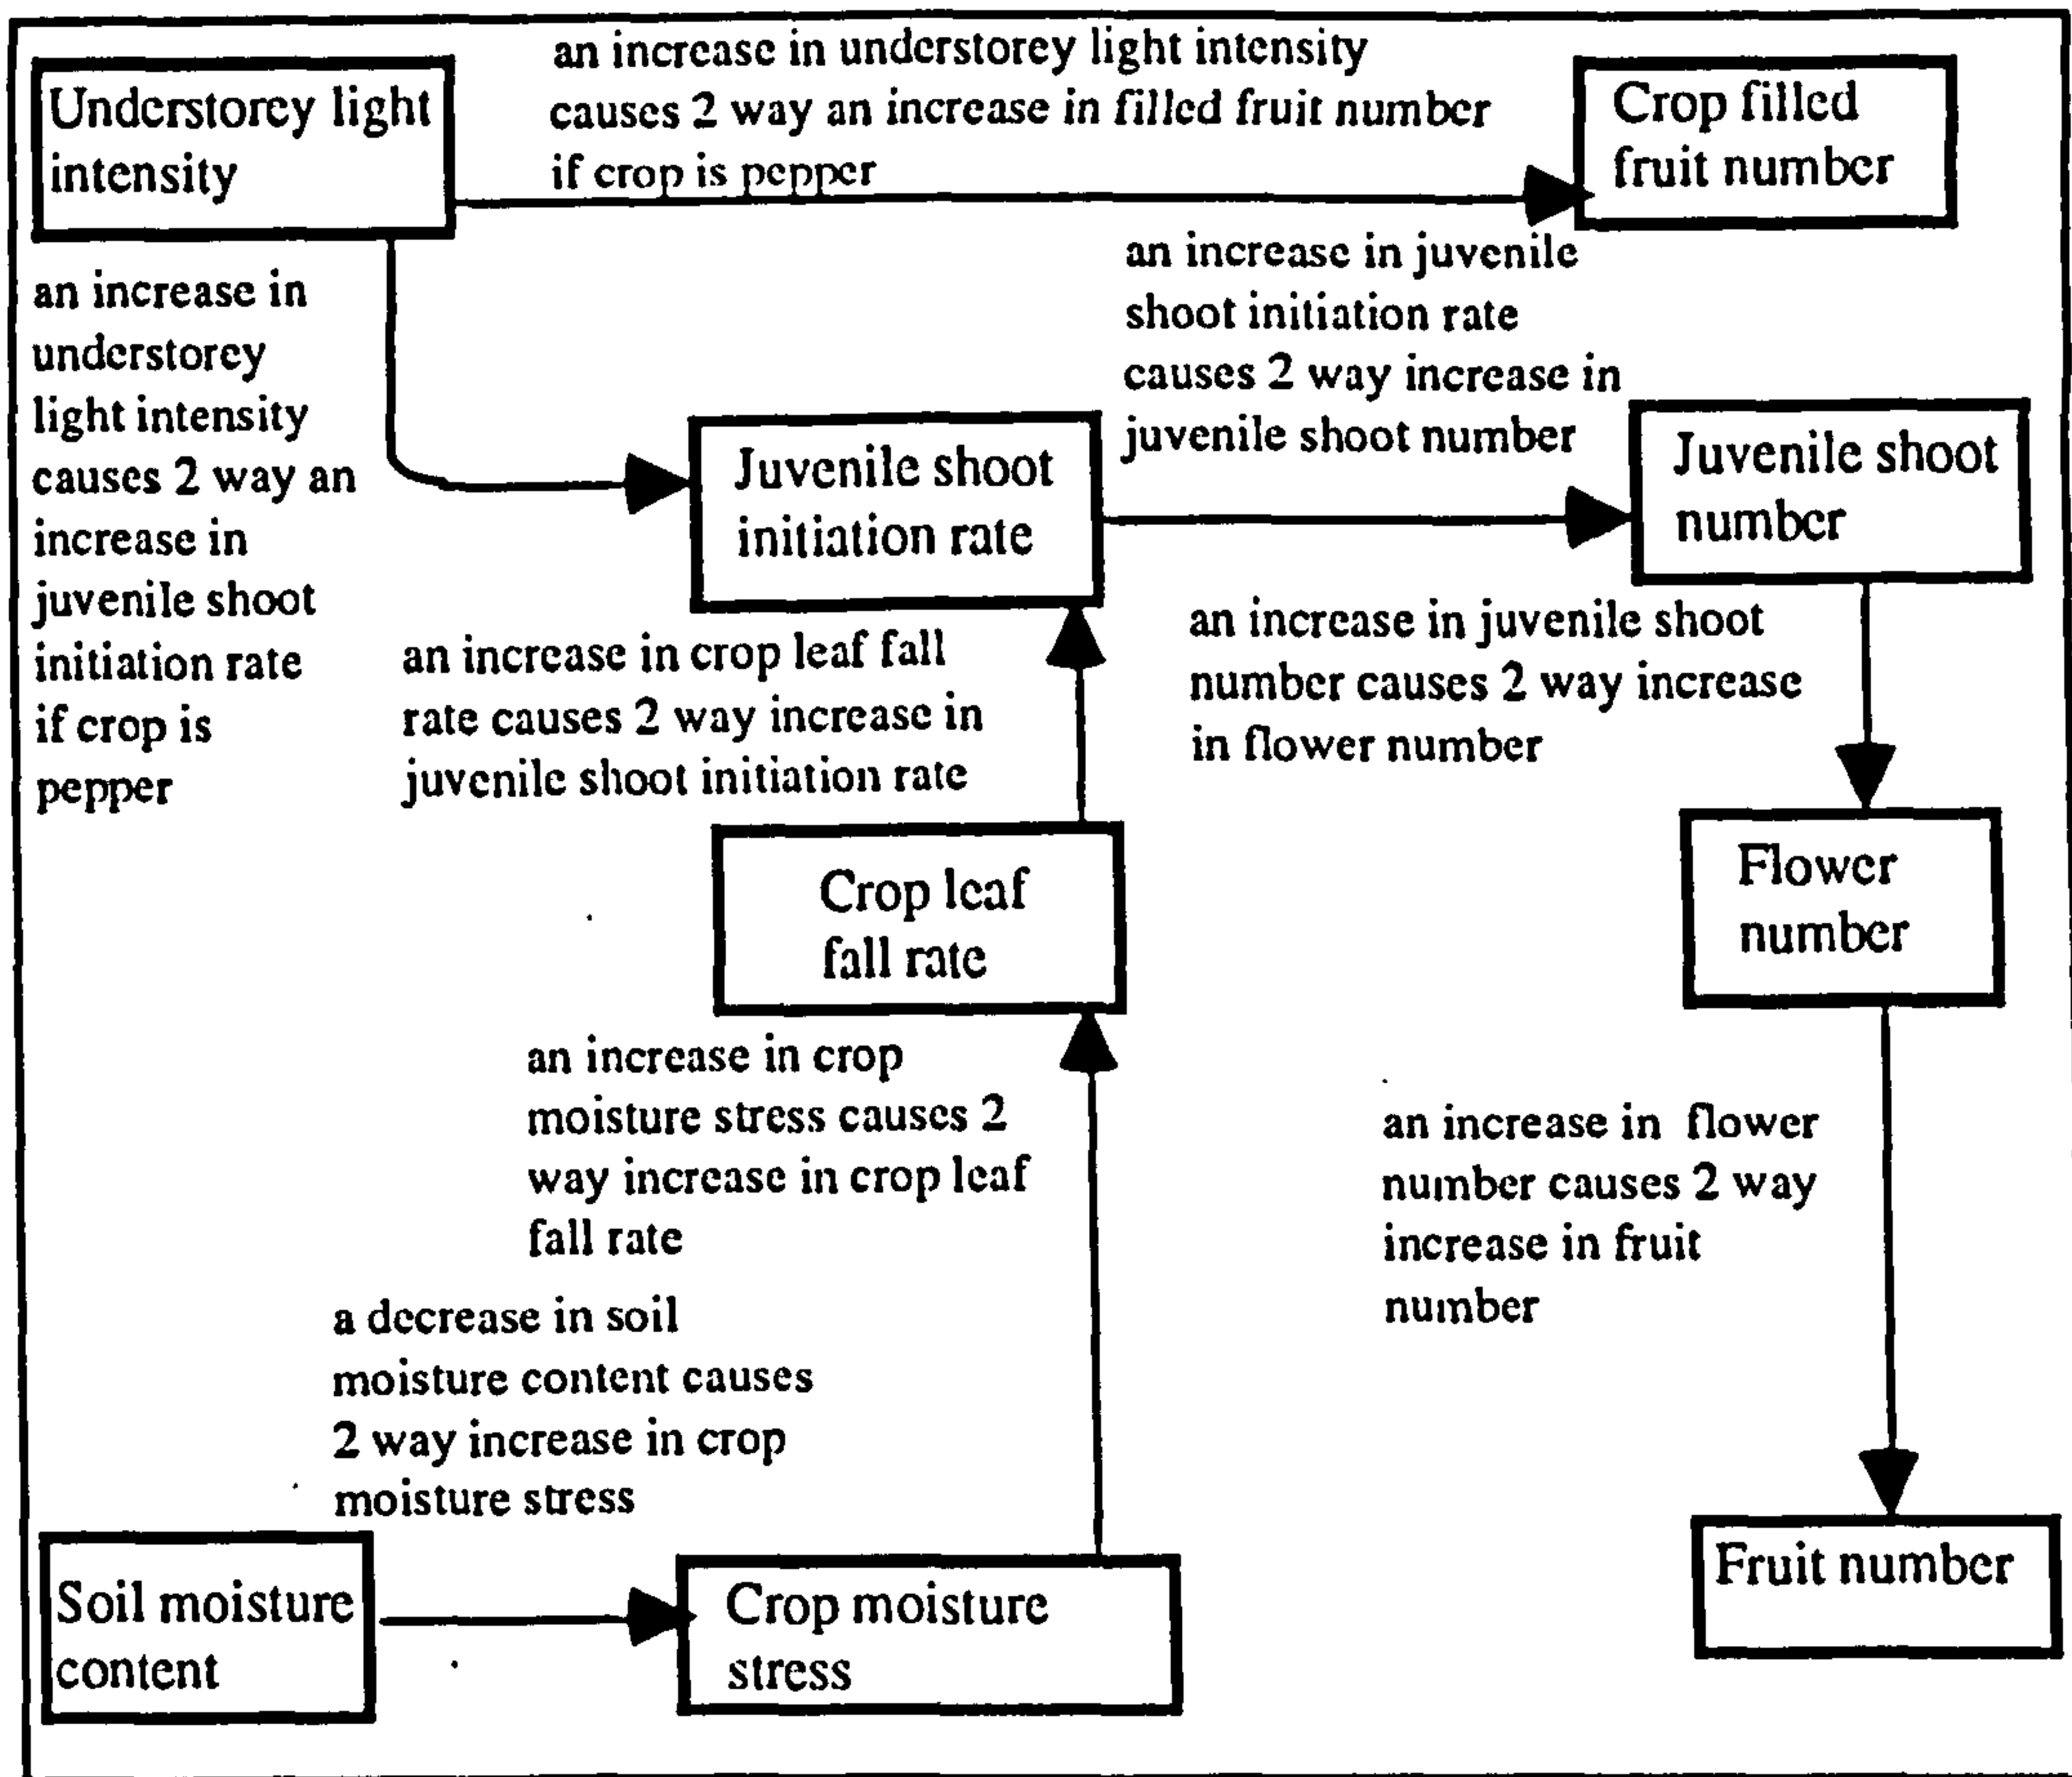 Understorey light
intensity
an increase in understorey light intensity
causes 2 way an increase in filled fruit number
if crop is pepper
Crop filled
fruit number
an increase in
understorey
light intensity
causes 2 way an
increase in
juvenile shoot
initiation rate
if crop is
pepper
Juvenile shoot
initiation rate
an increase in juvenile
shoot initiation rate
causes 2 way increase in
juvenile shoot number
Juvenile shoot
number
an increase in crop leaf fall
rate causes 2 way increase in
juvenile shoot initiation rate
an increase in juvenile shoot
number causes 2 way increase
in flower number
Crop leaf
fall rate
Flower
number
an increase in crop
moisture stress causes 2
way increase in crop leaf
fall rate
an increase in flower
number causes 2 way
increase in fruit
number
a decrease in soil
moisture content causes
2 way increase in crop
moisture stress
Soil moisture
content
Crop moisture
stress
Fruit number